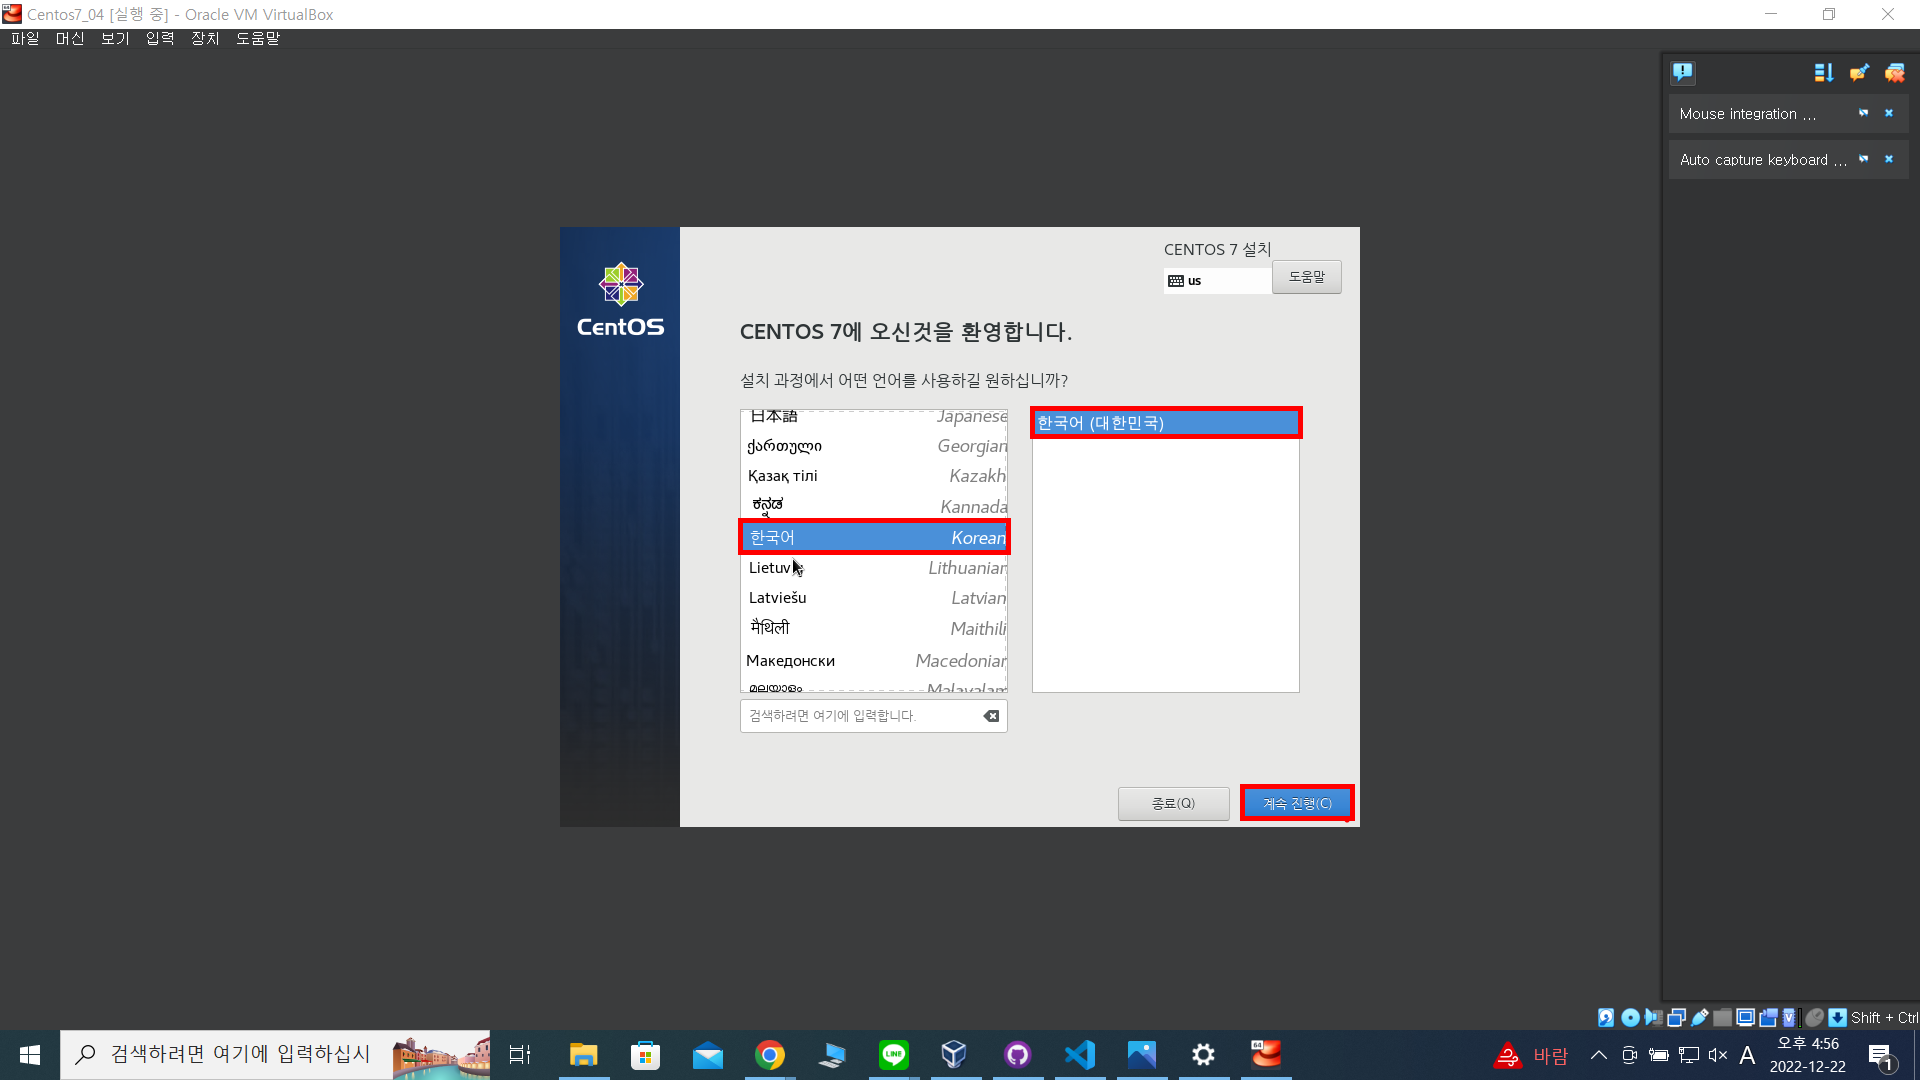 Centos7_04 [실행 중] - Oracle VM VirtualBox
파일 머신 보기 입력 장치 도움말
Mouse integration ...
Auto capture keyboard ...
CENTOS 7 설치
us
도움말
CentOS
CENTOS 7에 오신것을 환영합니다.
설치 과정에서 어떤 언어를 사용하길 원하십니까?
日本語 Japanese
ქართული Georgian
Қазақ тілі Kazakh
ಕನ್ನಡ Kannada
한국어 Korean
Lietuv Lithuanian
Latviešu Latvian
मैथिली Maithili
Македонски Macedonian
മലയാളം Malayalam
한국어 (대한민국)
검색하려면 여기에 입력합니다.
종료(Q)
계속 진행(C)
Shift + Ctrl
검색하려면 여기에 입력하십시
64
LINE
64
바람
A
오후 4:56
2022-12-22
1